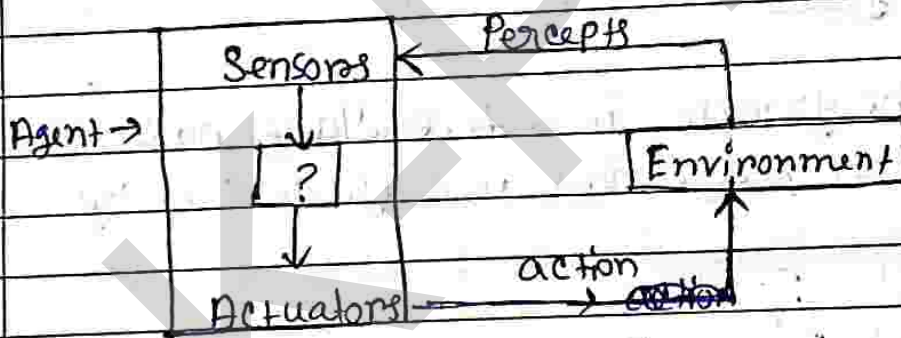 Percepts
Sensors
Agent →
?
Environment
action
Actuators